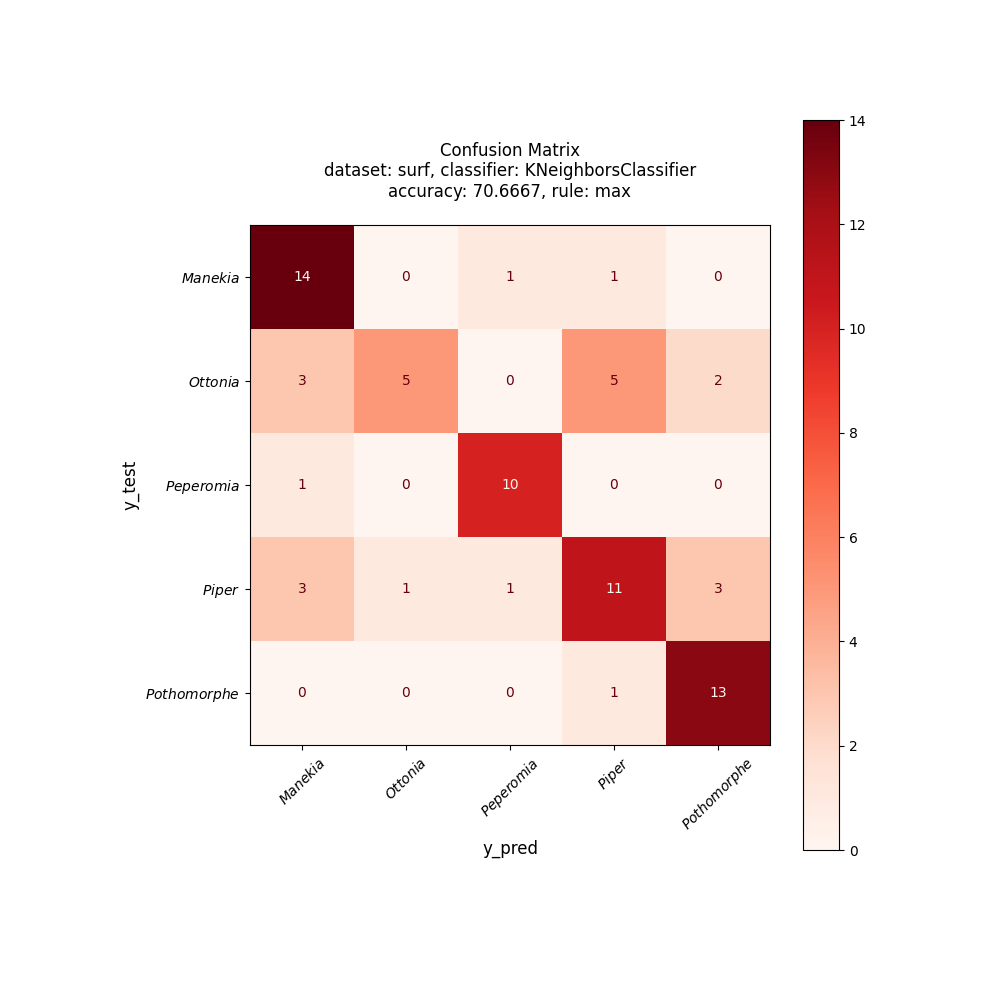 Confusion Matrix
dataset: surf, classifier: KNeighborsClassifier
accuracy: 70.6667, rule: max
Manekia 14 0 1 1 0
Ottonia 3 5 0 5 2
Peperomia 1 0 10 0 0
Piper 3 1 1 11 3
Pothomorphe 0 0 0 1 13
y_test
Manekia Ottonia Peperomia Piper Pothomorphe
y_pred
14
12
10
8
6
4
2
0